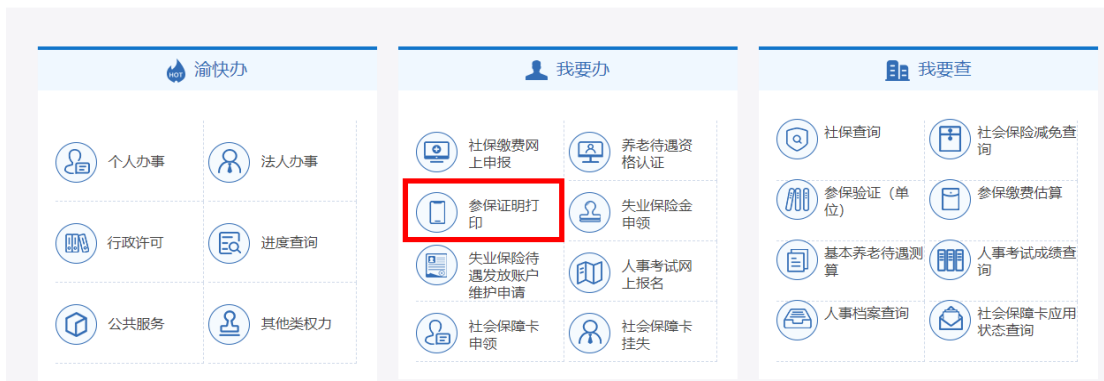 HOT 渝快办
个人办事
法人办事
行政许可
进度查询
公共服务
其他类权力
我要办
社保缴费网
上申报
养老待遇资
格认证
参保证明打
印
失业保险金
申领
失业保险待
遇发放账户
维护申请
人事考试网
上报名
社会保障卡
申领
社会保障卡
挂失
我要查
社保查询
社会保险减免查
询
参保验证（单
位）
参保缴费估算
基本养老待遇测
算
人事考试成绩查
询
人事档案查询
社会保障卡应用
状态查询